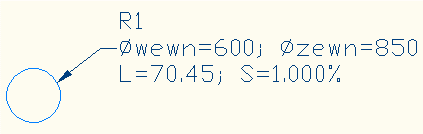 R1
Øwewn=600; Øzewn=850
L=70.45; S=1.000%